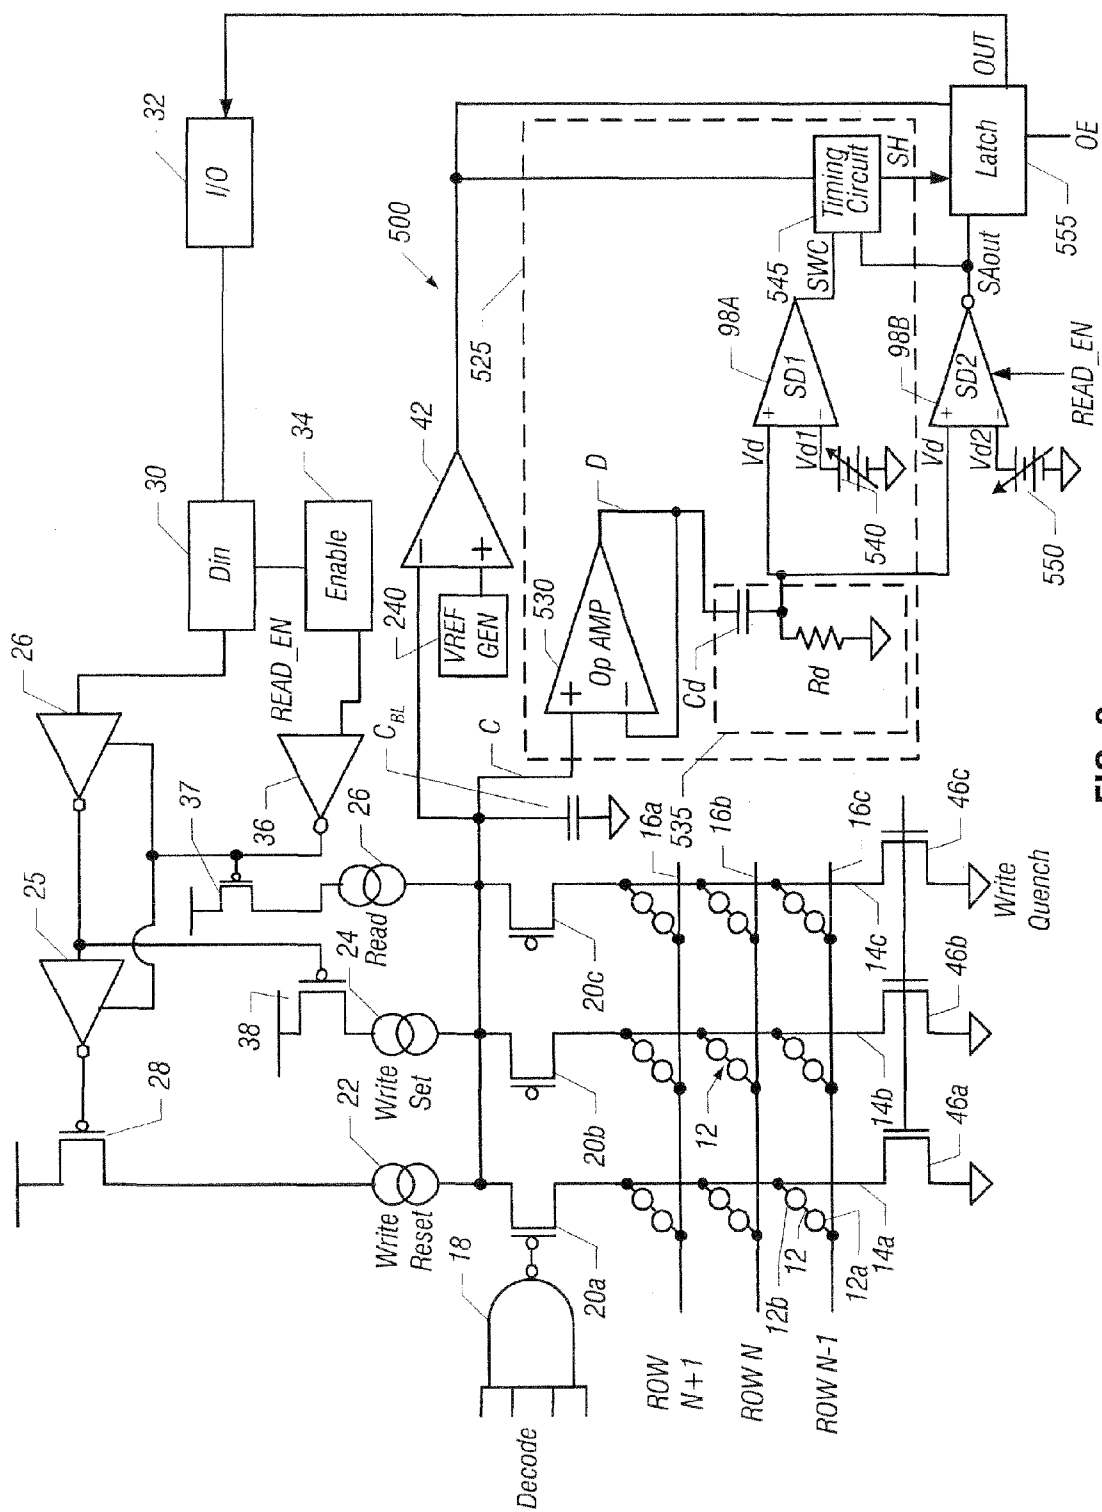 32
I/O
OUT
30
Din
34
Enable
READ_EN
26
25
36
37
26
Read
24
38
Write
Set
28
22
Write
Reset
18
Decode
20a
20b
20c
500
42
525
240
VREF
GEN
C_BL
C
530
Op AMP
D
Cd
Rd
535
545
Timing
Circuit
SWC
SH
98A
SD1
Vd
Vd1
540
98B
SD2
Vd
Vd2
550
READ_EN
SAout
Latch
555
OE
16a
16b
16c
ROW
N+1
ROW N
ROW N-1
12
12
12b
12a
14a
14b
14c
46a
46b
46c
Write
Quench